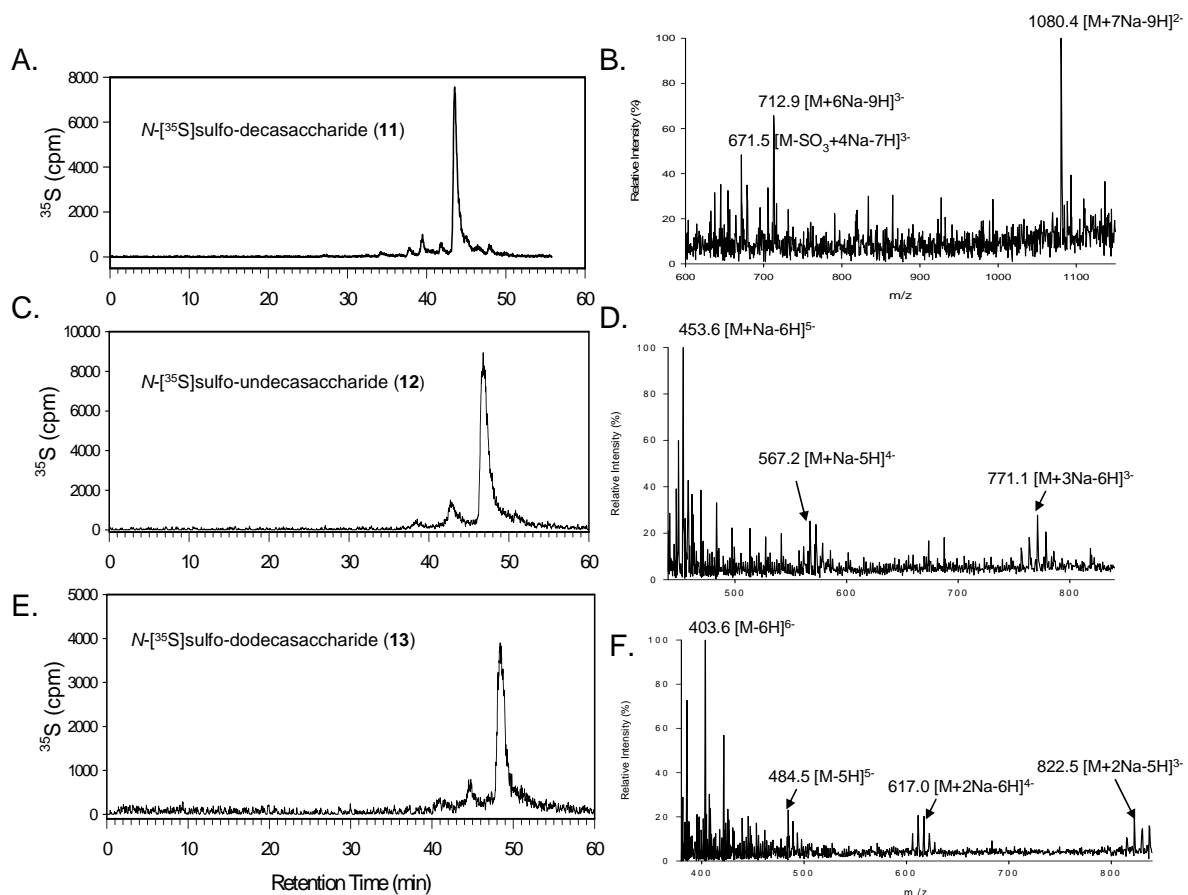 A.
8000
6000
4000
2000
0
³⁵S (cpm)
N-[³⁵S]sulfo-decasaccharide (11)
0 10 20 30 40 50 60
B.
1080.4 [M+7Na-9H]²⁻
712.9 [M+6Na-9H]³⁻
671.5 [M-SO₃+4Na-7H]³⁻
100
80
60
40
20
0
Relative Intensity (%)
600 700 800 900 1000 1100
m/z
C.
10000
8000
6000
4000
2000
0
³⁵S (cpm)
N-[³⁵S]sulfo-undecasaccharide (12)
0 10 20 30 40 50 60
D.
453.6 [M+Na-6H]⁵⁻
567.2 [M+Na-5H]⁴⁻
771.1 [M+3Na-6H]³⁻
100
80
60
40
20
0
Relative Intensity (%)
500 600 700 800
m/z
E.
5000
4000
3000
2000
1000
0
³⁵S (cpm)
N-[³⁵S]sulfo-dodecasaccharide (13)
0 10 20 30 40 50 60
Retention Time (min)
F.
403.6 [M-6H]⁶⁻
484.5 [M-5H]⁵⁻
617.0 [M+2Na-6H]⁴⁻
822.5 [M+2Na-5H]³⁻
100
80
60
40
20
0
Relative Intensity (%)
400 500 600 700 800
m/z